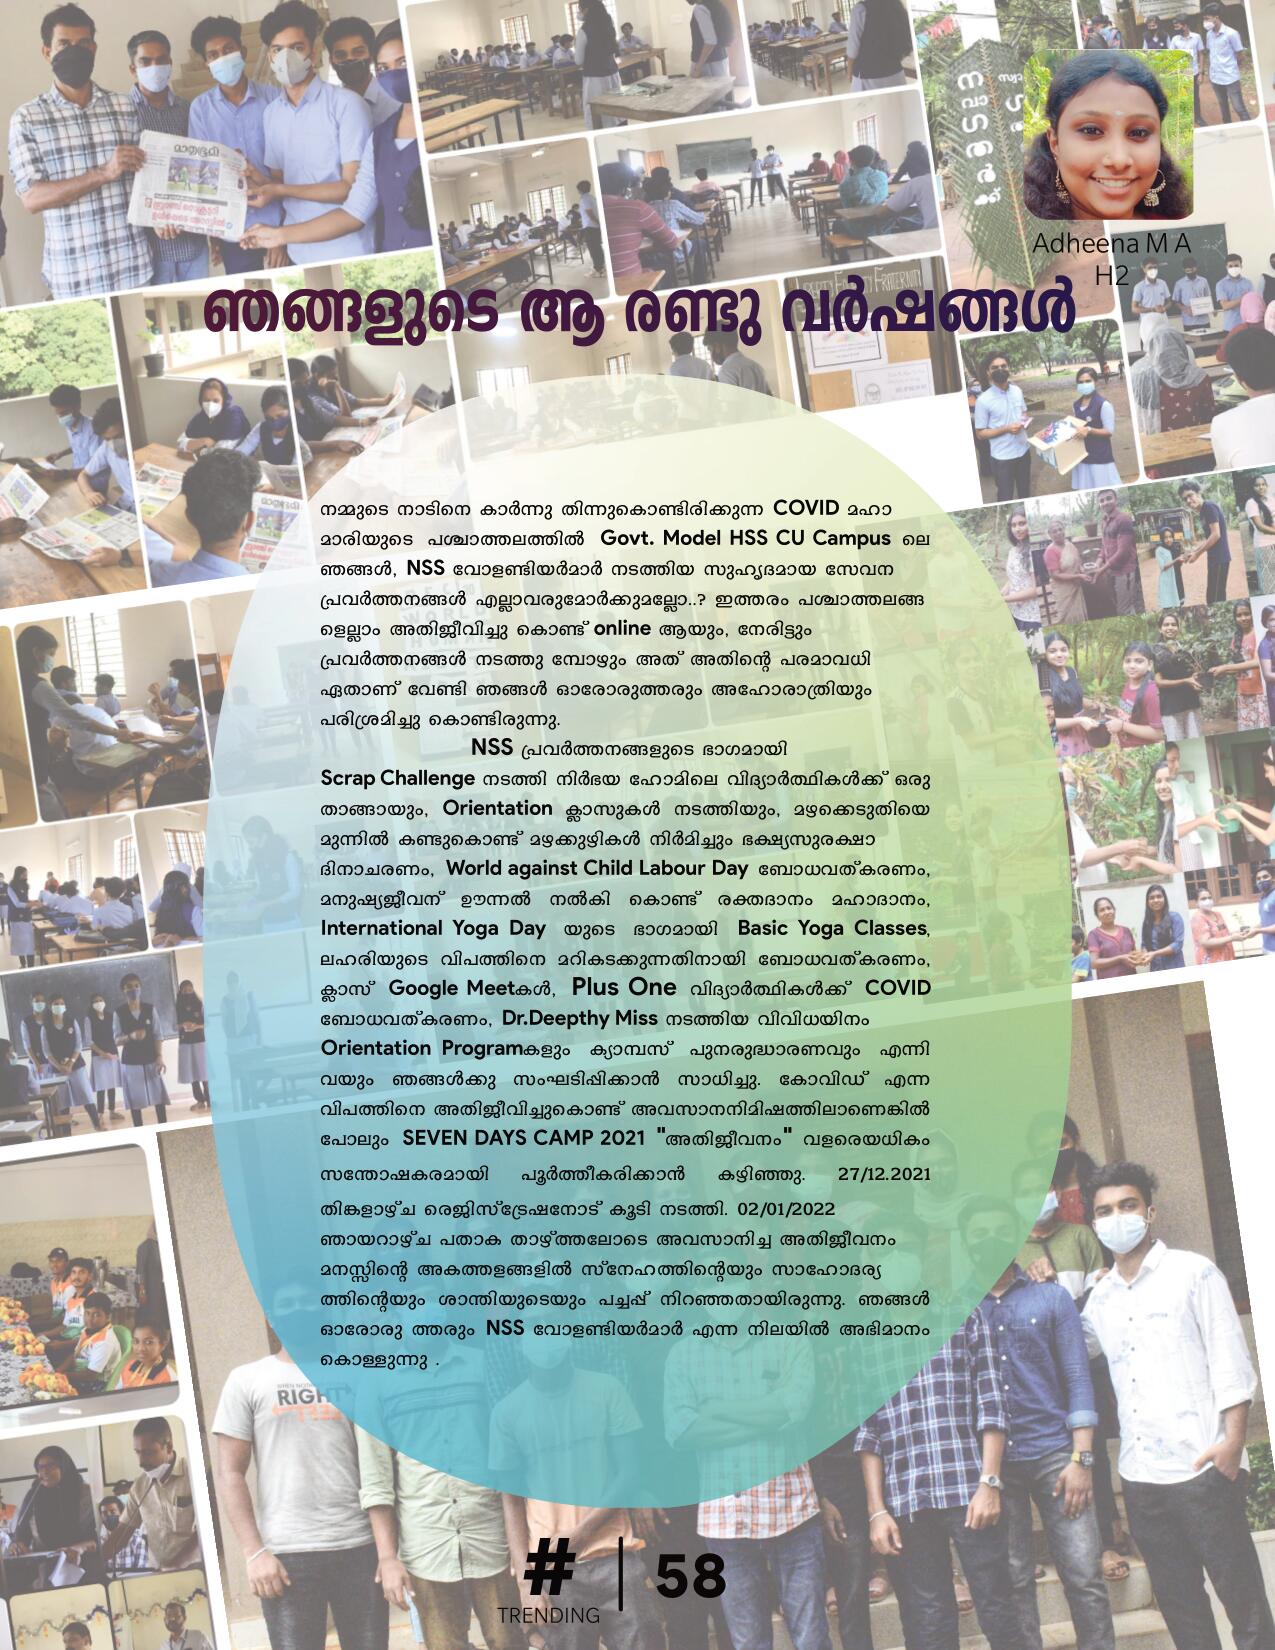 മാതൃഭൂമി
നവാഗതർക്ക്
Adheena M A
H2
LIBERTY EQUALITY FRATERNITY
ഞങ്ങളുടെ ആ രണ്ടു വർഷങ്ങൾ
നമ്മുടെ നാടിനെ കാർന്നു തിന്നുകൊണ്ടിരിക്കുന്ന COVID മഹാ
മാരിയുടെ പശ്ചാത്തലത്തിൽ Govt. Model HSS CU Campus ലെ
ഞങ്ങൾ, NSS വോളണ്ടിയർമാർ നടത്തിയ സുഹൃദമായ സേവന
പ്രവർത്തനങ്ങൾ എല്ലാവരുമോർക്കുമല്ലോ..? ഇത്തരം പശ്ചാത്തലങ്ങ
ളെല്ലാം അതിജീവിച്ചു കൊണ്ട് online ആയും, നേരിട്ടും
പ്രവർത്തനങ്ങൾ നടത്തു മ്പോഴും അത് അതിന്റെ പരമാവധി
ഏതാണ് വേണ്ടി ഞങ്ങൾ ഓരോരുത്തരും അഹോരാത്രിയും
പരിശ്രമിച്ചു കൊണ്ടിരുന്നു.
NSS പ്രവർത്തനങ്ങളുടെ ഭാഗമായി
Scrap Challenge നടത്തി നിർഭയ ഹോമിലെ വിദ്യാർത്ഥികൾക്ക് ഒരു
താങ്ങായും, Orientation ക്ലാസുകൾ നടത്തിയും, മഴക്കെടുതിയെ
മുന്നിൽ കണ്ടുകൊണ്ട് മഴക്കുഴികൾ നിർമിച്ചും ഭക്ഷ്യസുരക്ഷാ
ദിനാചരണം, World against Child Labour Day ബോധവത്കരണം,
മനുഷ്യജീവന് ഊന്നൽ നൽകി കൊണ്ട് രക്തദാനം മഹാദാനം,
International Yoga Day യുടെ ഭാഗമായി Basic Yoga Classes,
ലഹരിയുടെ വിപത്തിനെ മറികടക്കുന്നതിനായി ബോധവത്കരണം,
ക്ലാസ് Google Meetകൾ, Plus One വിദ്യാർത്ഥികൾക്ക് COVID
ബോധവത്കരണം, Dr.Deepthy Miss നടത്തിയ വിവിധയിനം
Orientation Programകളും ക്യാമ്പസ് പുനരുദ്ധാരണവും എന്നി
വയും ഞങ്ങൾക്കു സംഘടിപ്പിക്കാൻ സാധിച്ചു. കോവിഡ് എന്ന
വിപത്തിനെ അതിജീവിച്ചുകൊണ്ട് അവസാനനിമിഷത്തിലാണെങ്കിൽ
പോലും SEVEN DAYS CAMP 2021 "അതിജീവനം" വളരെയധികം
സന്തോഷകരമായി പൂർത്തീകരിക്കാൻ കഴിഞ്ഞു. 27/12.2021
തിങ്കളാഴ്ച രെജിസ്ട്രേഷനോട് കൂടി നടത്തി. 02/01/2022
ഞായറാഴ്ച പതാക താഴ്ത്തലോടെ അവസാനിച്ച അതിജീവനം
മനസ്സിന്റെ അകത്തളങ്ങളിൽ സ്നേഹത്തിന്റെയും സാഹോദര്യ
ത്തിന്റെയും ശാന്തിയുടെയും പച്ചപ്പ് നിറഞ്ഞതായിരുന്നു. ഞങ്ങൾ
ഓരോരു ത്തരും NSS വോളണ്ടിയർമാർ എന്ന നിലയിൽ അഭിമാനം
കൊള്ളുന്നു .
RIGHT
#
TRENDING
58